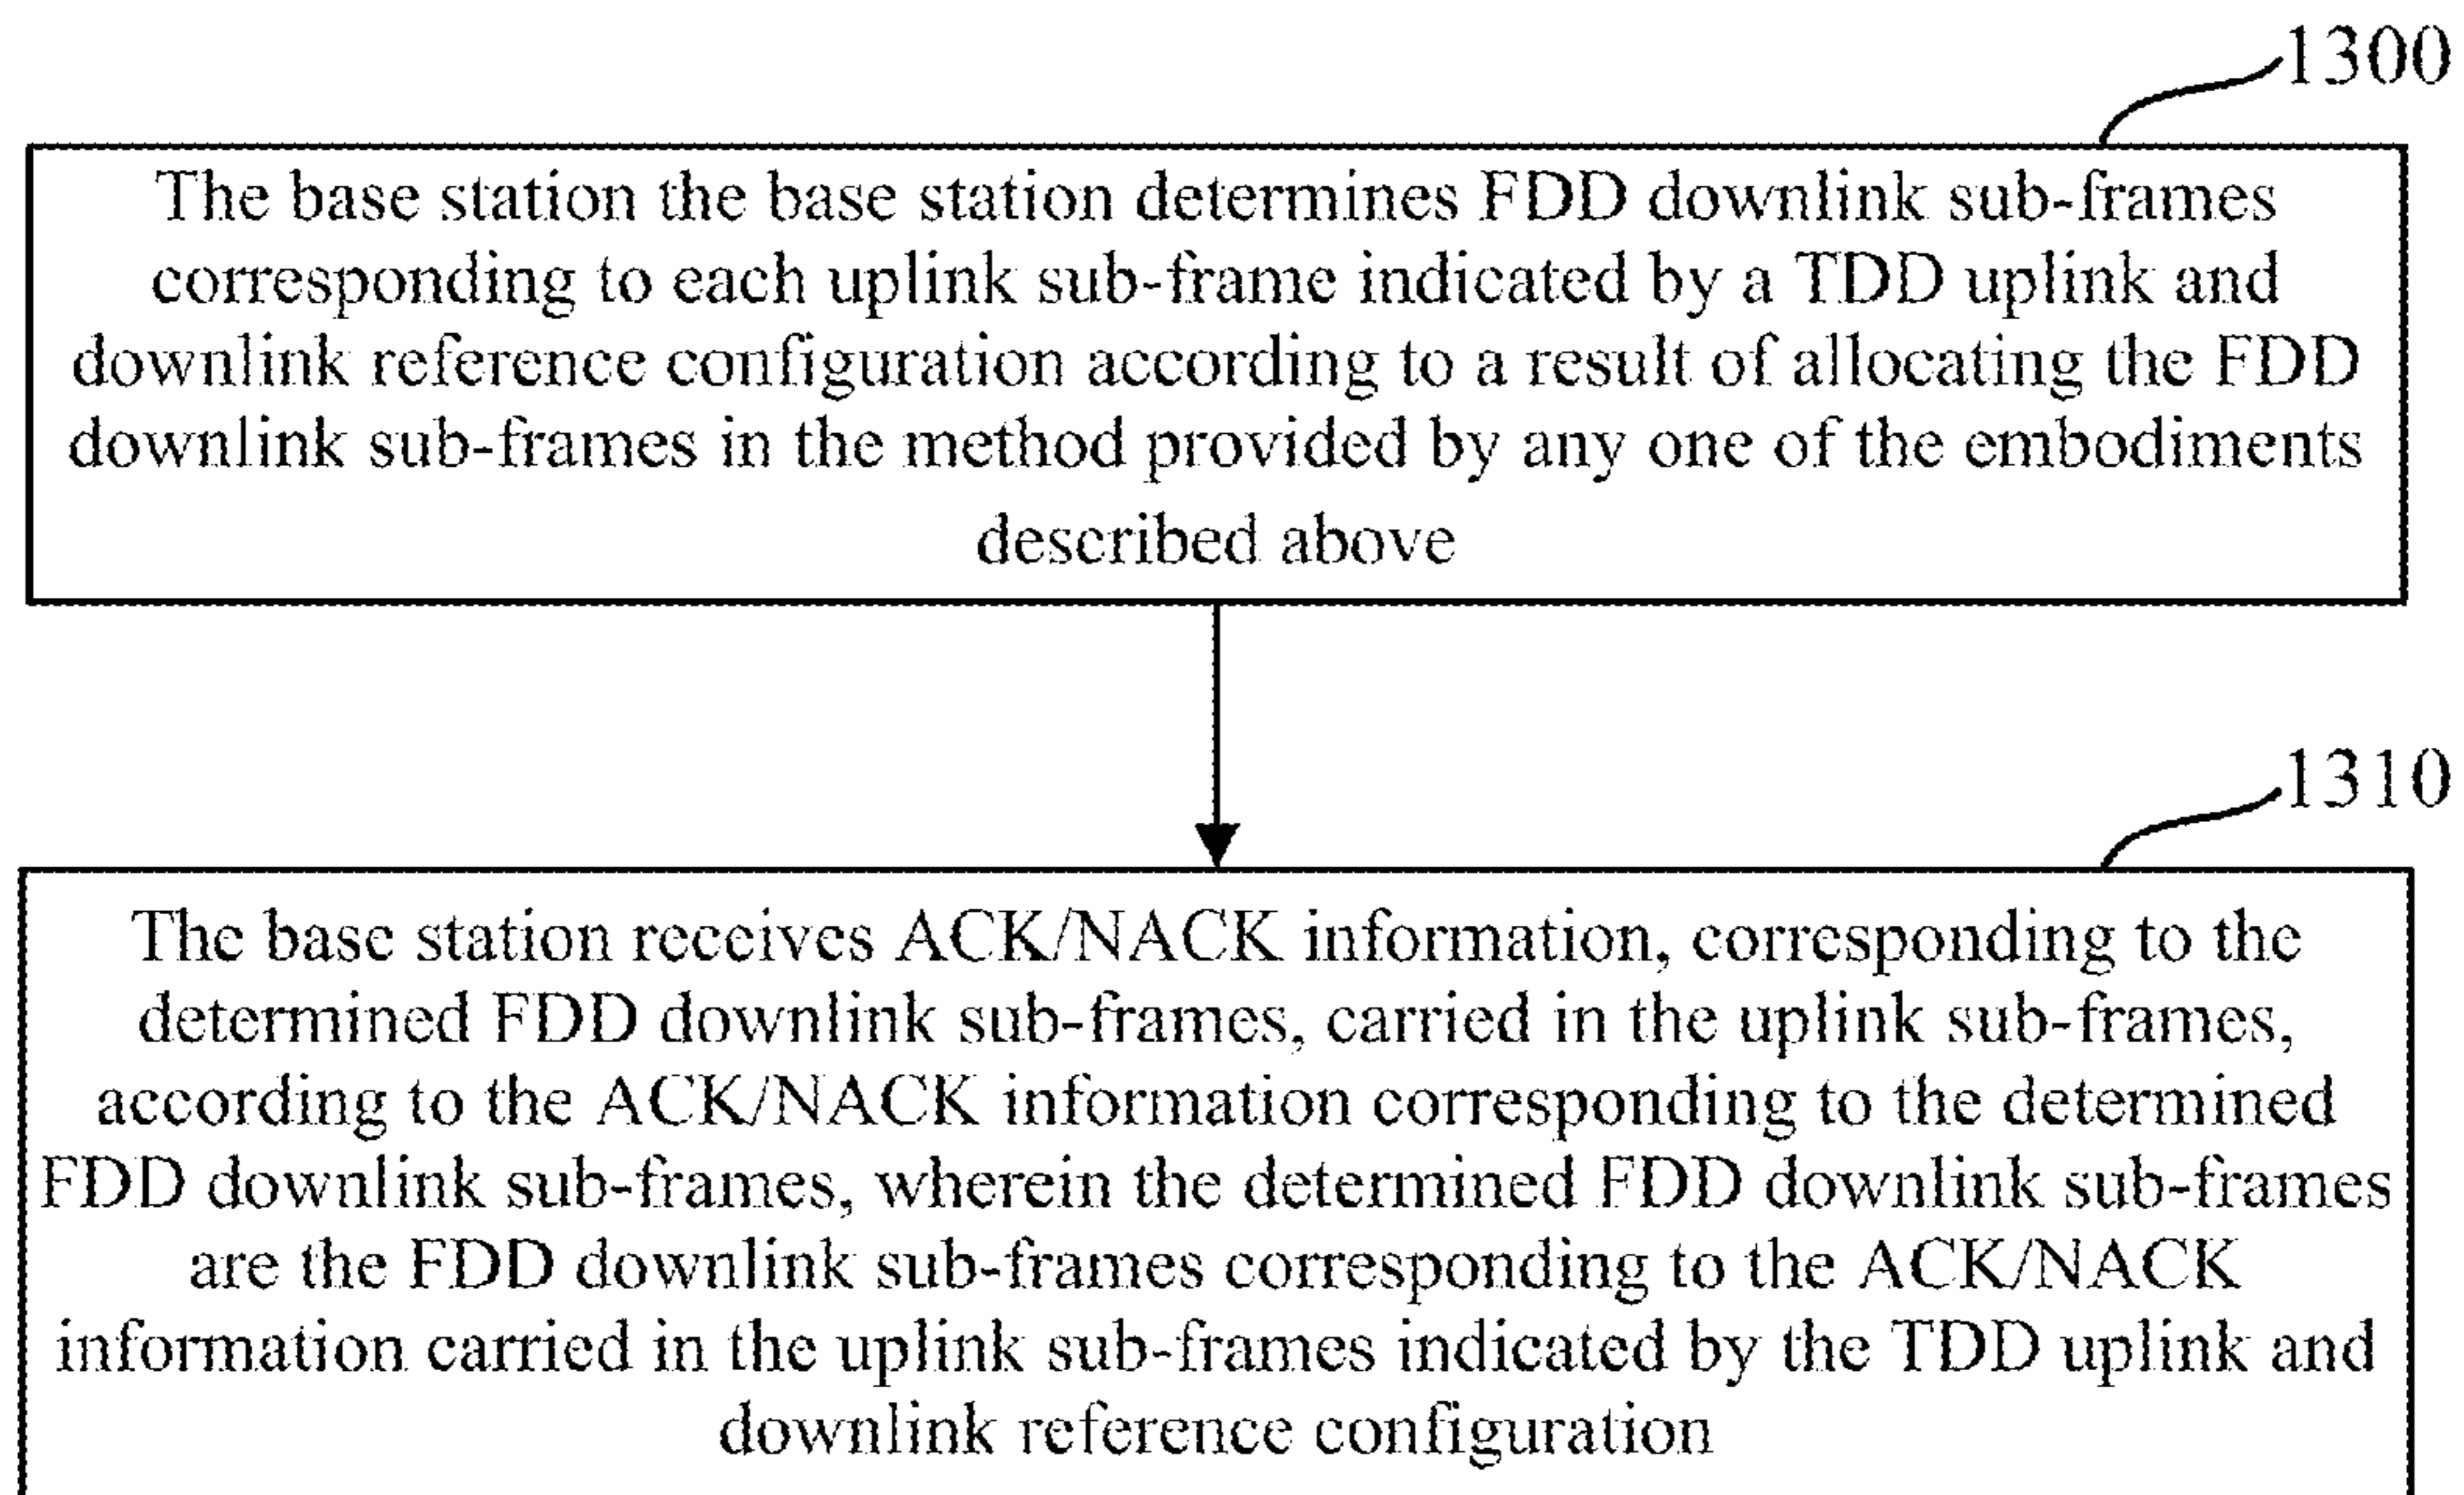 1300
The base station the base station determines FDD downlink sub-frames
corresponding to each uplink sub-frame indicated by a TDD uplink and
downlink reference configuration according to a result of allocating the FDD
downlink sub-frames in the method provided by any one of the embodiments
described above
1310
The base station receives ACK/NACK information, corresponding to the
determined FDD downlink sub-frames, carried in the uplink sub-frames,
according to the ACK/NACK information corresponding to the determined
FDD downlink sub-frames, wherein the determined FDD downlink sub-frames
are the FDD downlink sub-frames corresponding to the ACK/NACK
information carried in the uplink sub-frames indicated by the TDD uplink and
downlink reference configuration